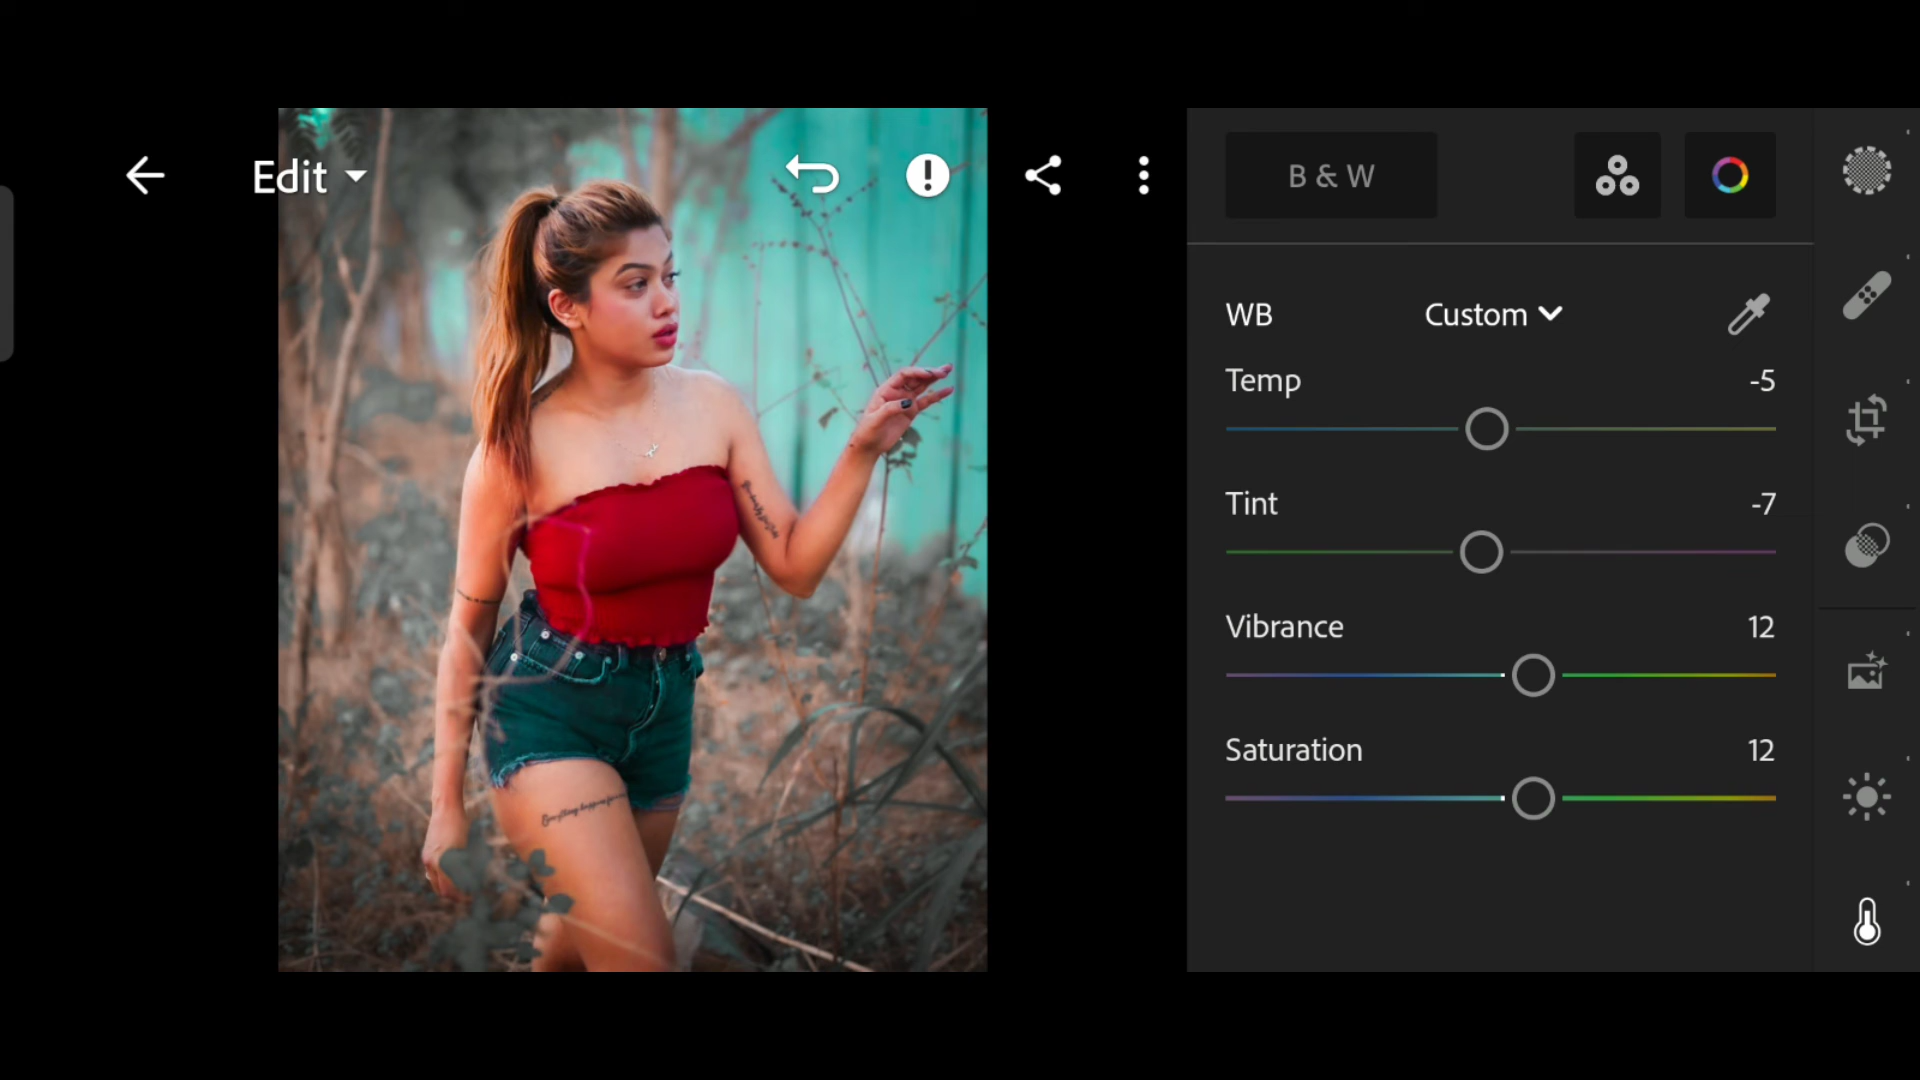 Edit
B & W
WB Custom
Temp -5
Tint -7
Vibrance 12
Saturation 12